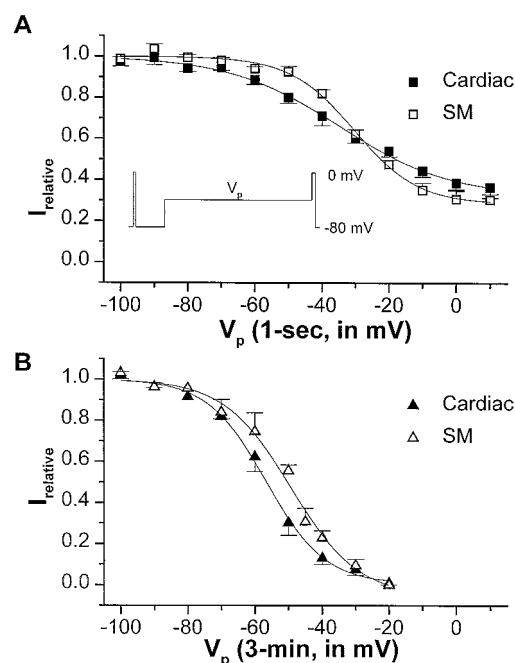 A
1.0
0.8
0.6
0.4
0.2
0.0
I relative
Cardiac
SM
Vp
0 mV
-80 mV
-100 -80 -60 -40 -20 0
Vp (1-sec, in mV)
B
1.0
0.8
0.6
0.4
0.2
0.0
I relative
Cardiac
SM
-100 -80 -60 -40 -20 0
Vp (3-min, in mV)